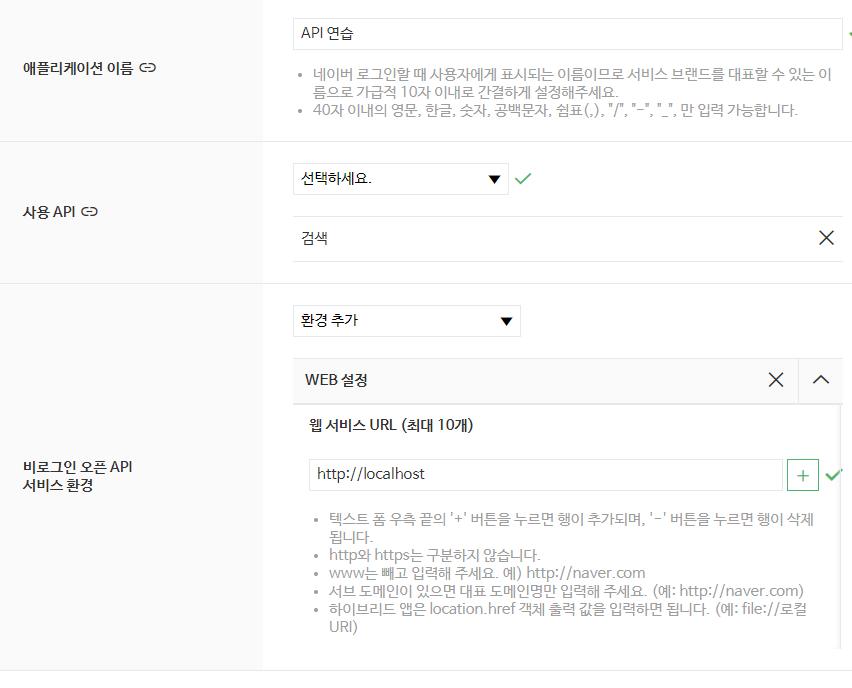 애플리케이션 이름
API 연습
네이버 로그인할 때 사용자에게 표시되는 이름이므로 서비스 브랜드를 대표할 수 있는 이
름으로 가급적 10자 이내로 간결하게 설정해주세요.
40자 이내의 영문, 한글, 숫자, 공백문자, 쉼표(,), "/", "-", "_", 만 입력 가능합니다.
사용 API
선택하세요.
검색
비로그인 오픈 API
서비스 환경
환경 추가
WEB 설정
웹 서비스 URL (최대 10개)
http://localhost
텍스트 폼 우측 끝의 '+' 버튼을 누르면 행이 추가되며, '-' 버튼을 누르면 행이 삭제
됩니다.
http와 https는 구분하지 않습니다.
www는 빼고 입력해 주세요. 예) http://naver.com
서브 도메인이 있으면 대표 도메인명만 입력해 주세요. (예: http://naver.com)
하이브리드 앱은 location.href 객체 출력 값을 입력하면 됩니다. (예: file://로컬
URI)